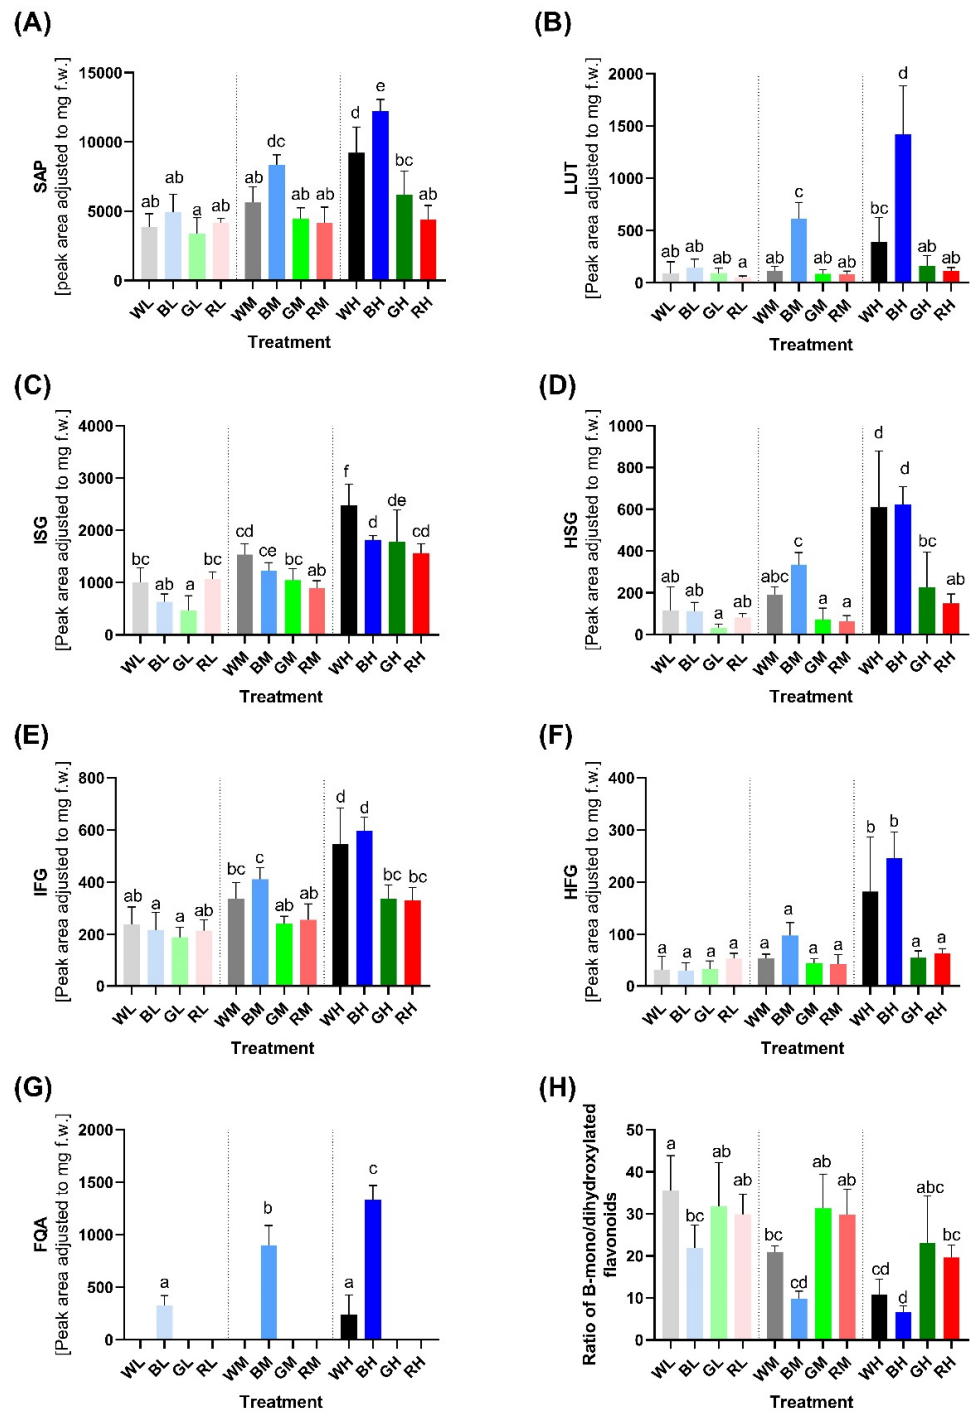 (A)
SAP
[peak area adjusted to mg f.w.]
15000
10000
5000
0
ab ab a ab ab dc ab ab d e bc ab
WL BL GL RL WM BM GM RM WH BH GH RH
Treatment
(B)
LUT
[Peak area adjusted to mg f.w.]
2000
1500
1000
500
0
ab ab ab a ab c ab ab bc d ab ab
WL BL GL RL WM BM GM RM WH BH GH RH
Treatment
(C)
ISG
[Peak area adjusted to mg f.w.]
4000
3000
2000
1000
0
bc ab a bc cd ce bc ab f d de cd
WL BL GL RL WM BM GM RM WH BH GH RH
Treatment
(D)
HSG
[Peak area adjusted to mg f.w.]
1000
800
600
400
200
0
ab ab a ab abc c a a d d bc ab
WL BL GL RL WM BM GM RM WH BH GH RH
Treatment
(E)
IFG
[Peak area adjusted to mg f.w.]
800
600
400
200
0
ab a a ab bc c ab ab d d bc bc
WL BL GL RL WM BM GM RM WH BH GH RH
Treatment
(F)
HFG
[Peak area adjusted to mg f.w.]
400
300
200
100
0
a a a a a a a a b b a a
WL BL GL RL WM BM GM RM WH BH GH RH
Treatment
(G)
FQA
[Peak area adjusted to mg f.w.]
2000
1500
1000
500
0
a b a c
WL BL GL RL WM BM GM RM WH BH GH RH
Treatment
(H)
Ratio of B-mono/dihydroxylated
flavonoids
50
40
30
20
10
0
a bc ab ab bc cd ab ab cd d abc bc
WL BL GL RL WM BM GM RM WH BH GH RH
Treatment